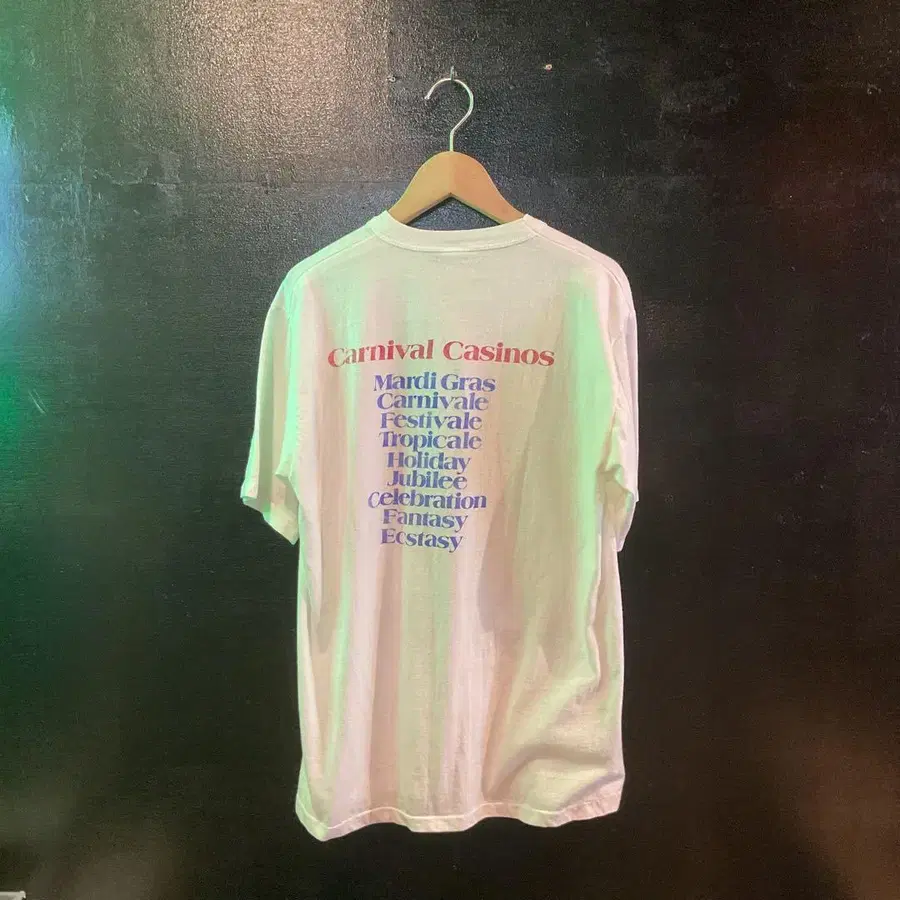 Carnival Casinos
Mardi Gras
Carnivale
Festivale
Tropicale
Holiday
Jubilee
Celebration
Fantasy
Ecstasy